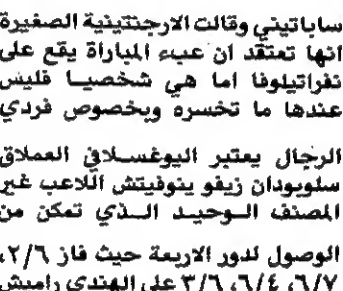 ساباتيني وقالت الارجنتينية الصغيرة
انها تعتقد ان عبء المباراة يقع على
نفراتيلوفا اما هي شخصيا فليس
عندها ما تخسره وبخصوص فردي
الرجال يعتبر اليوغسلافي العملاق
سلوبودان زيفو ينوفيتش اللاعب غير
المصنف الوحيد الذي تمكن من
الوصول لدور الاربعة حيث فاز ٢/٦،
٦/٧، ٦/٤، ٣/٦ على الهندي راميش